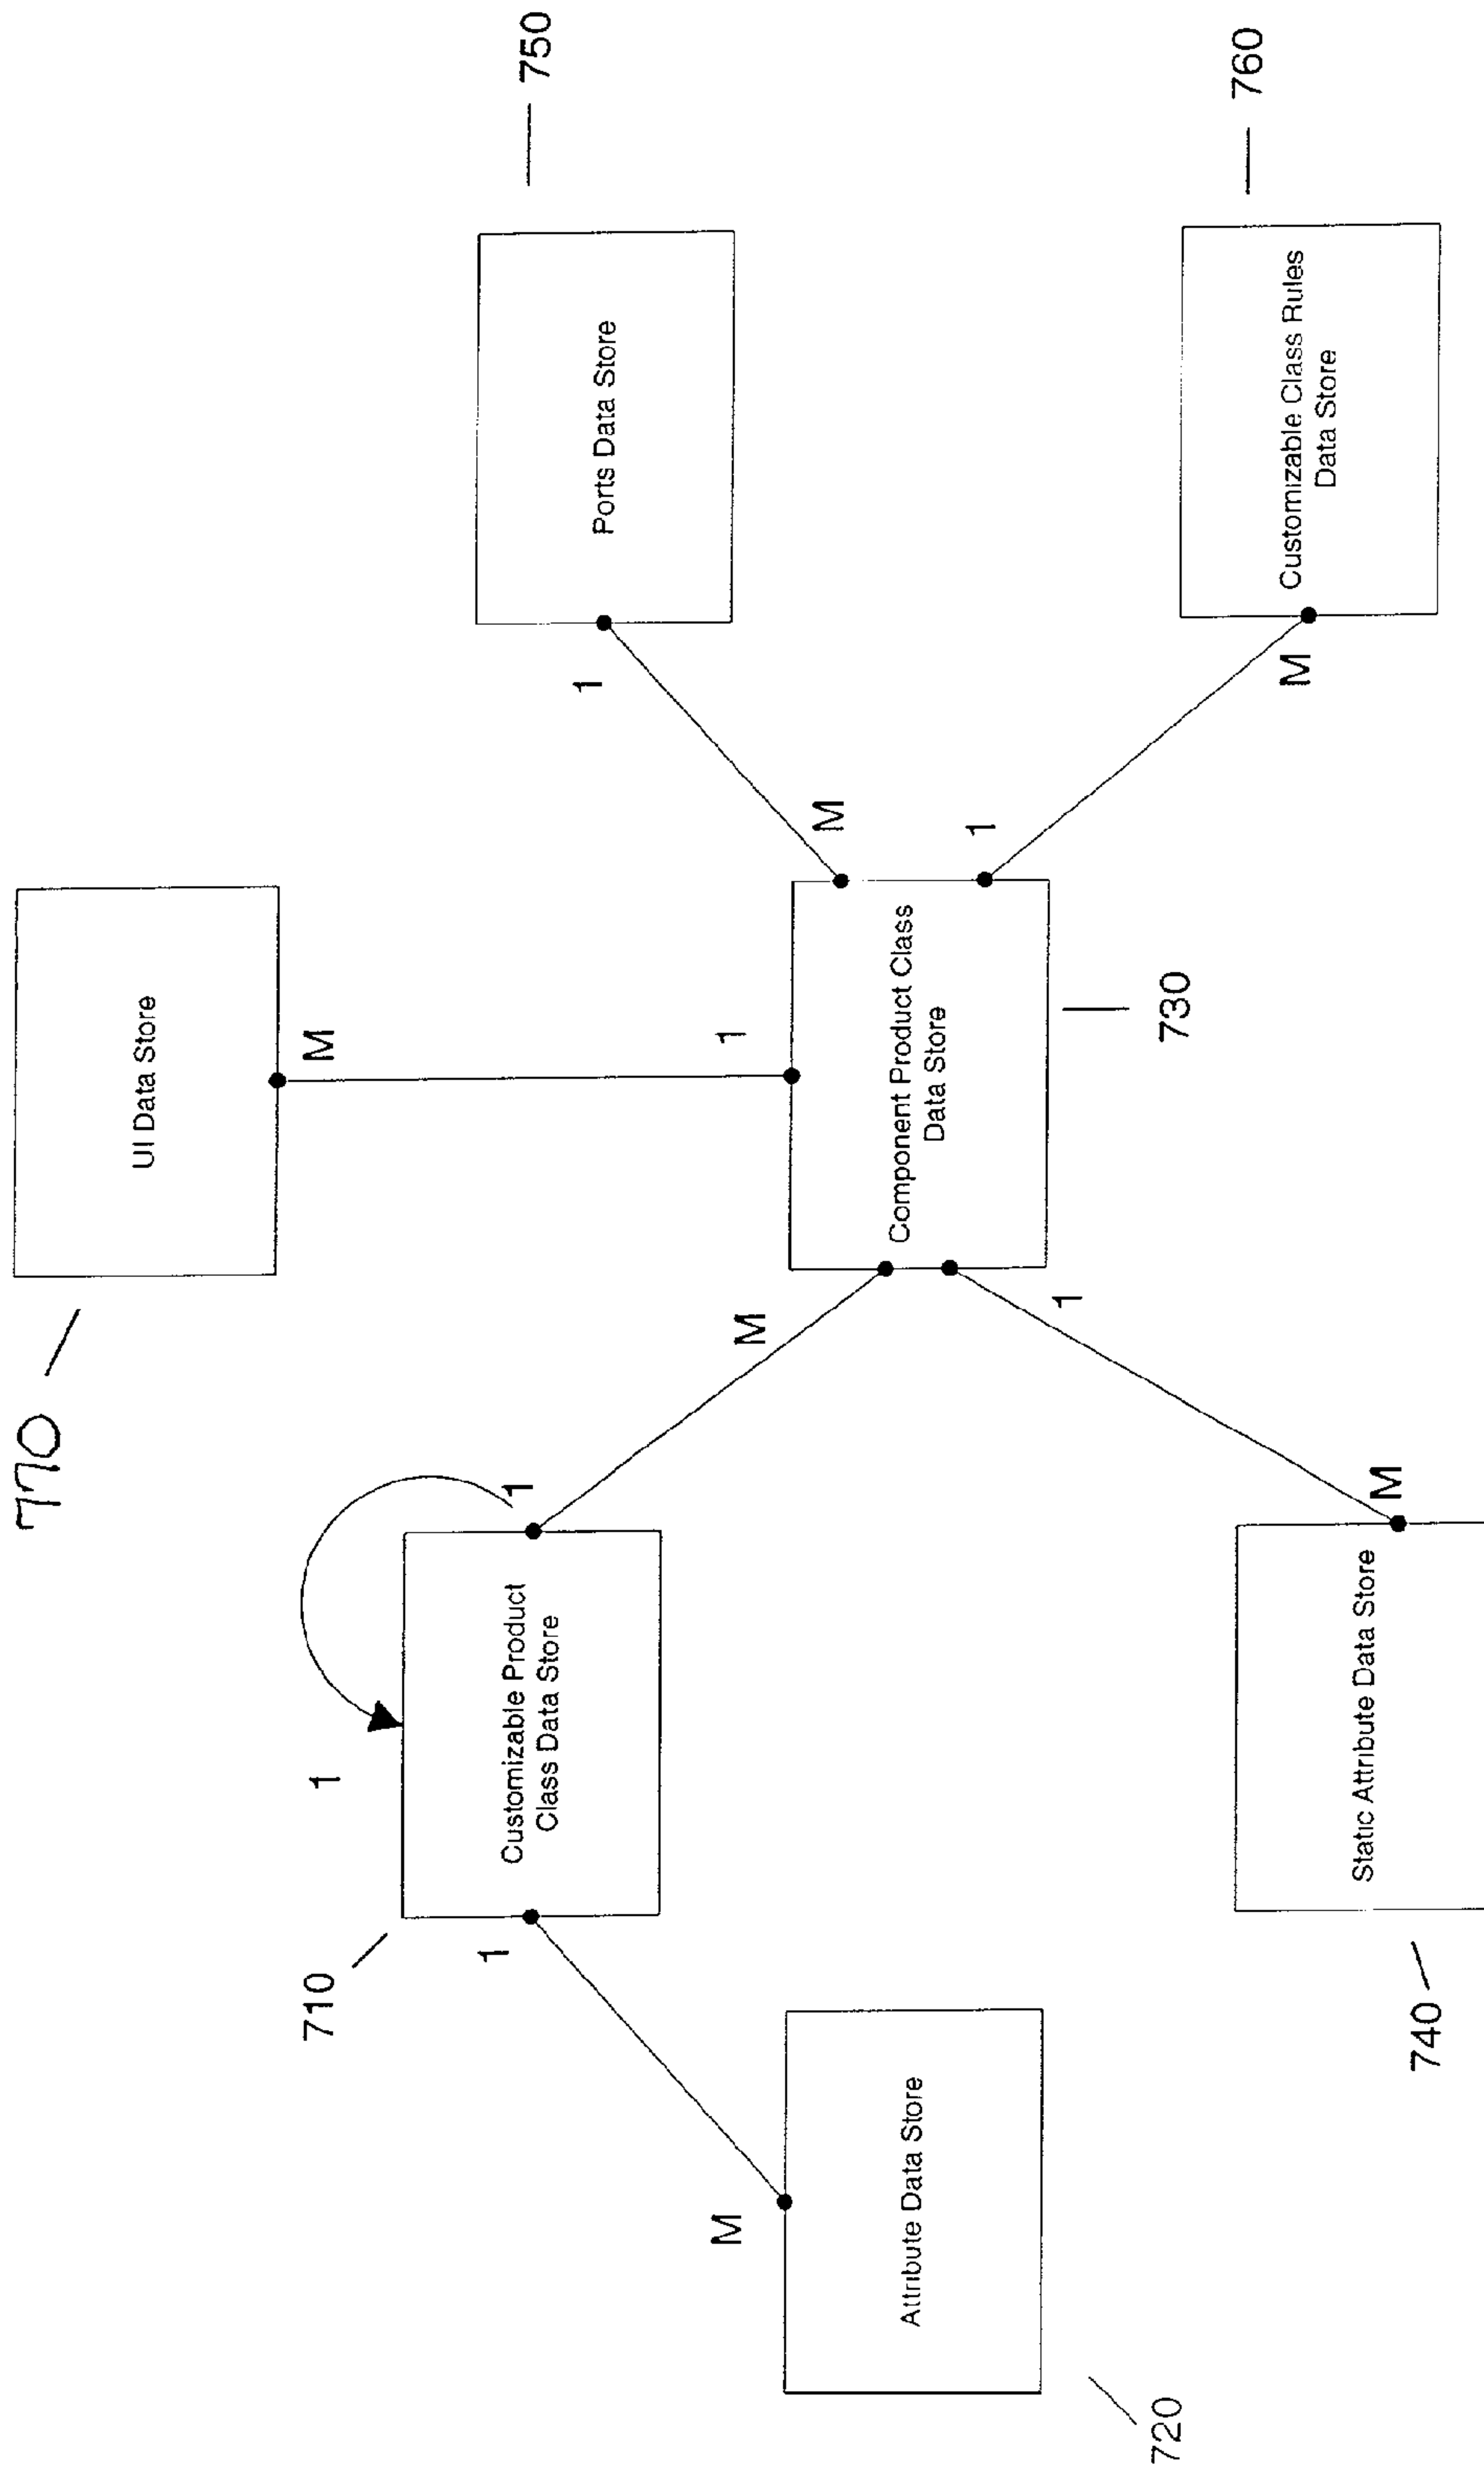 770
UI Data Store
M
710
1
1
1
Customizable Product
Class Data Store
750
1
Ports Data Store
M
1
M
M
Attribute Data Store
Component Product Class
Data Store
1
1
720
730
760
M
Customizable Class Rules
Data Store
Static Attribute Data Store
M
740